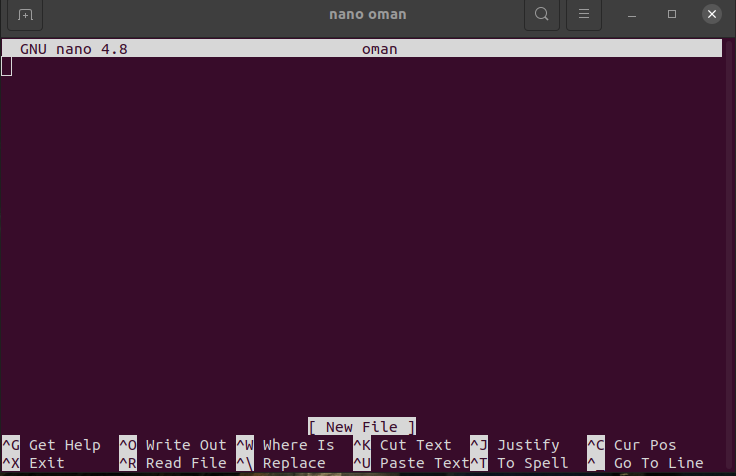 nano oman
GNU nano 4.8 oman
[ New File ]
^G Get Help ^O Write Out ^W Where Is ^K Cut Text ^J Justify ^C Cur Pos
^X Exit ^R Read File ^\ Replace ^U Paste Text ^T To Spell ^_ Go To Line